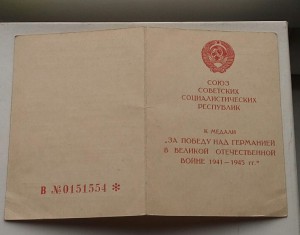 СОЮЗ
СОВЕТСКИХ
СОЦИАЛИСТИЧЕСКИХ
РЕСПУБЛИК
К МЕДАЛИ
„ЗА ПОБЕДУ НАД ГЕРМАНИЕЙ
В ВЕЛИКОЙ ОТЕЧЕСТВЕННОЙ
ВОЙНЕ 1941—1945 гг."
В №0151554 *